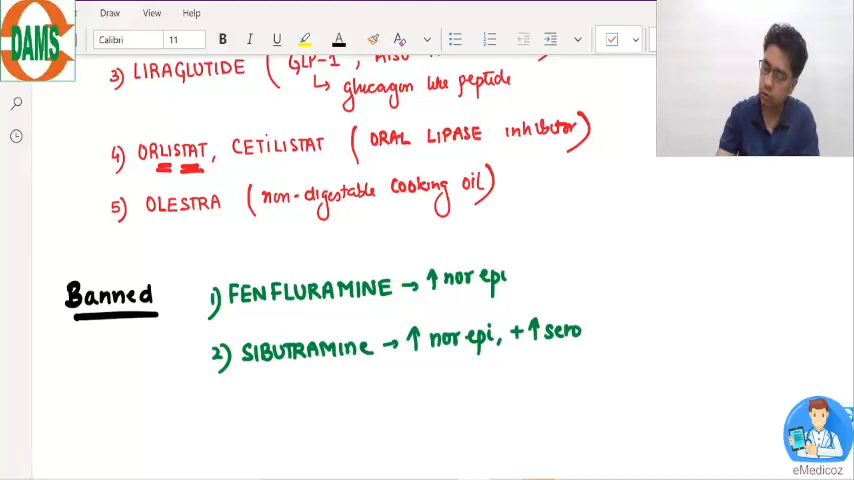 DAMS
Draw View
Calibri 11 B I U A
3) LIRAGLUTIDE ( GLP-1, Also
↳ glucagon like peptide
4) ORLISTAT, CETILISTAT (ORAL LIPASE inhibitor)
5) OLESTRA (non-digestable cooking oil)
Banned 1) FENFLURAMINE → ↑ nor epi
2) SIBUTRAMINE → ↑ nor epi, + ↑ sero
eMedicoz